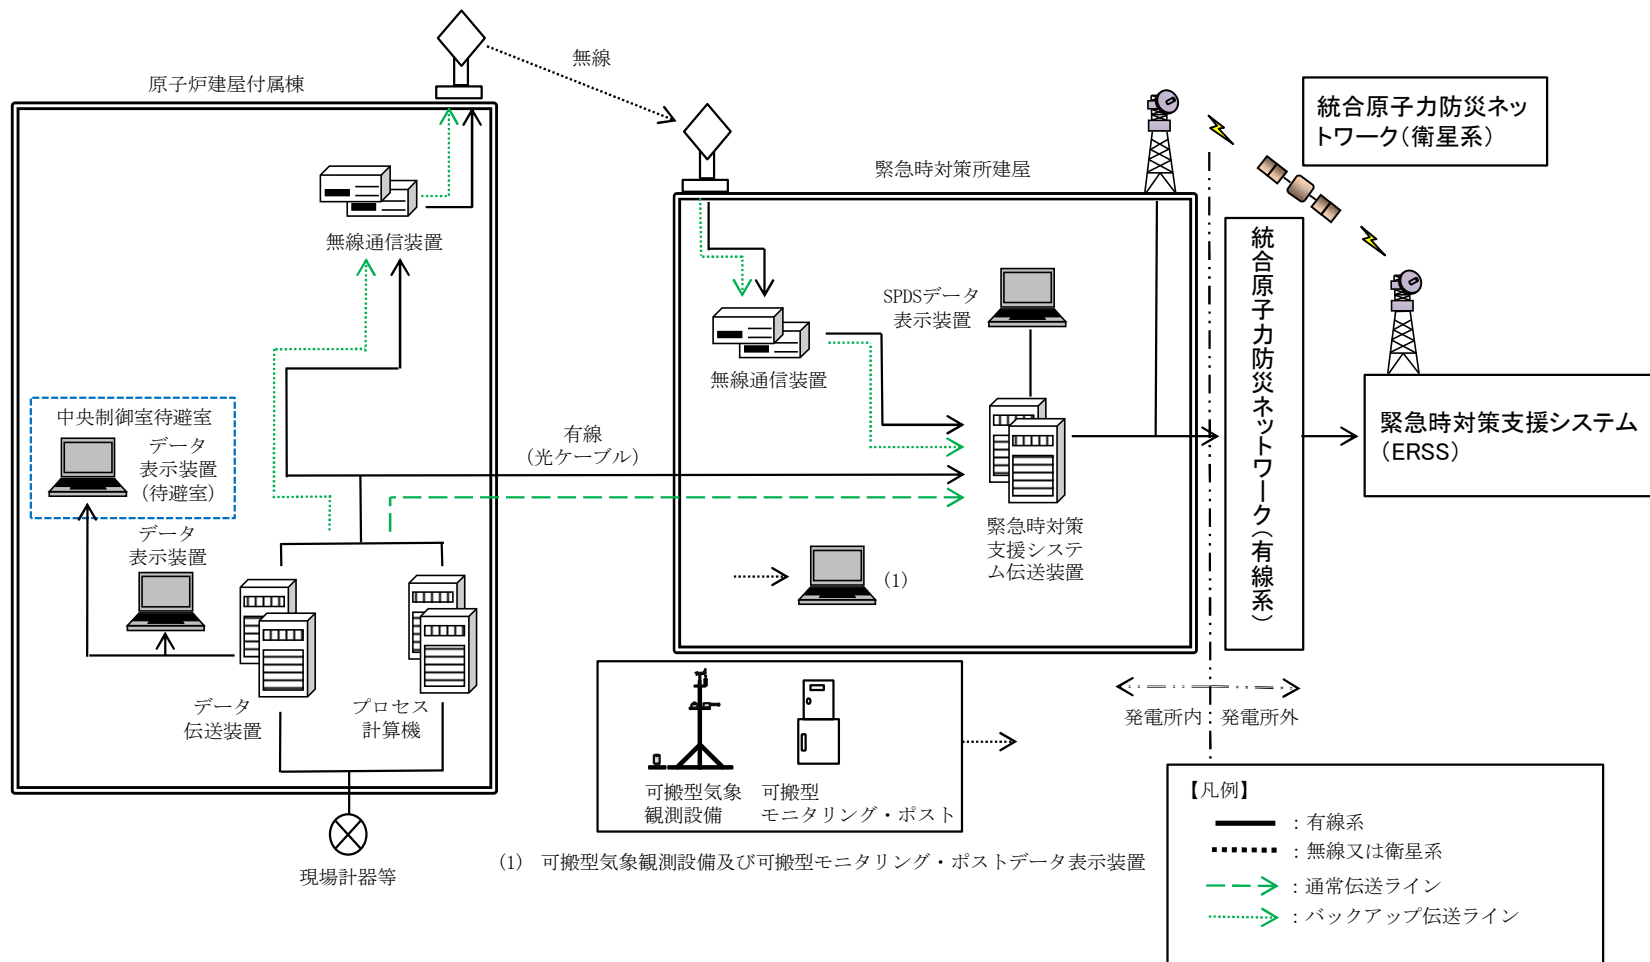 原子炉建屋付属棟
無線
統合原子力防災ネッ
トワーク(衛星系)
緊急時対策所建屋
無線通信装置
SPDSデータ
表示装置
無線通信装置
統合原子力防災ネットワーク(有線系)
緊急時対策支援システム
(ERSS)
中央制御室待避室
データ
表示装置
(待避室)
有線
(光ケーブル)
データ
表示装置
緊急時対策
支援システ
ム伝送装置
(1)
データ
伝送装置
プロセス
計算機
発電所内
発電所外
可搬型気象
観測設備
可搬型
モニタリング・ポスト
現場計器等
(1) 可搬型気象観測設備及び可搬型モニタリング・ポストデータ表示装置
【凡例】
:有線系
:無線又は衛星系
:通常伝送ライン
:バックアップ伝送ライン